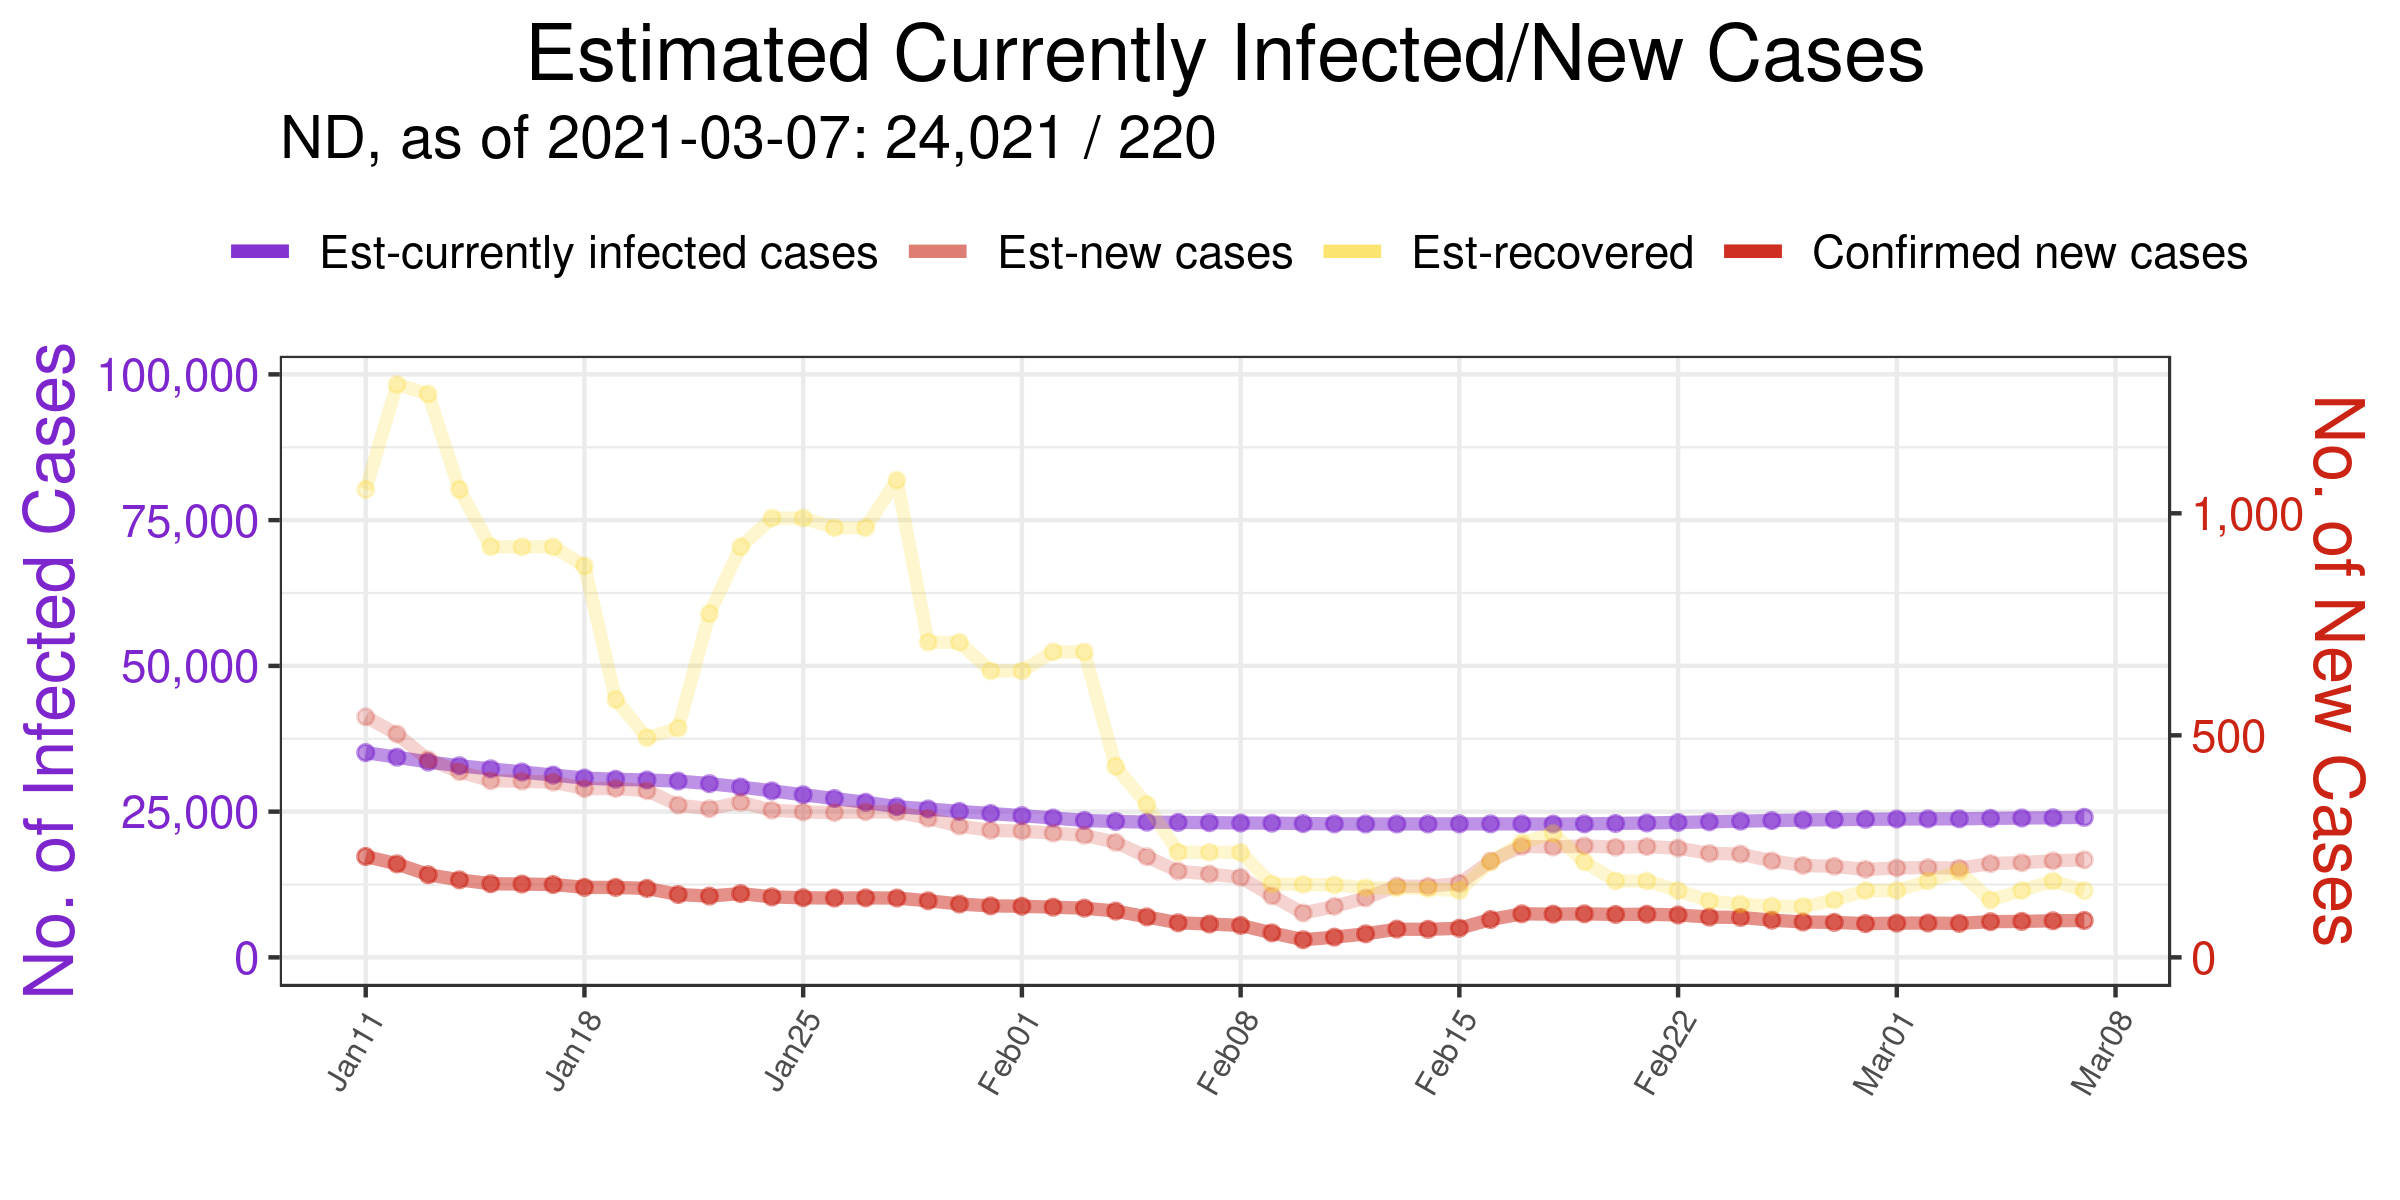 Estimated Currently Infected/New Cases
ND, as of 2021-03-07: 24,021 / 220
Est-currently infected cases Est-new cases Est-recovered Confirmed new cases
No. of Infected Cases
100,000
75,000
50,000
25,000
0
1,000
500
0
No. of New Cases
Jan11 Jan18 Jan25 Feb01 Feb08 Feb15 Feb22 Mar01 Mar08